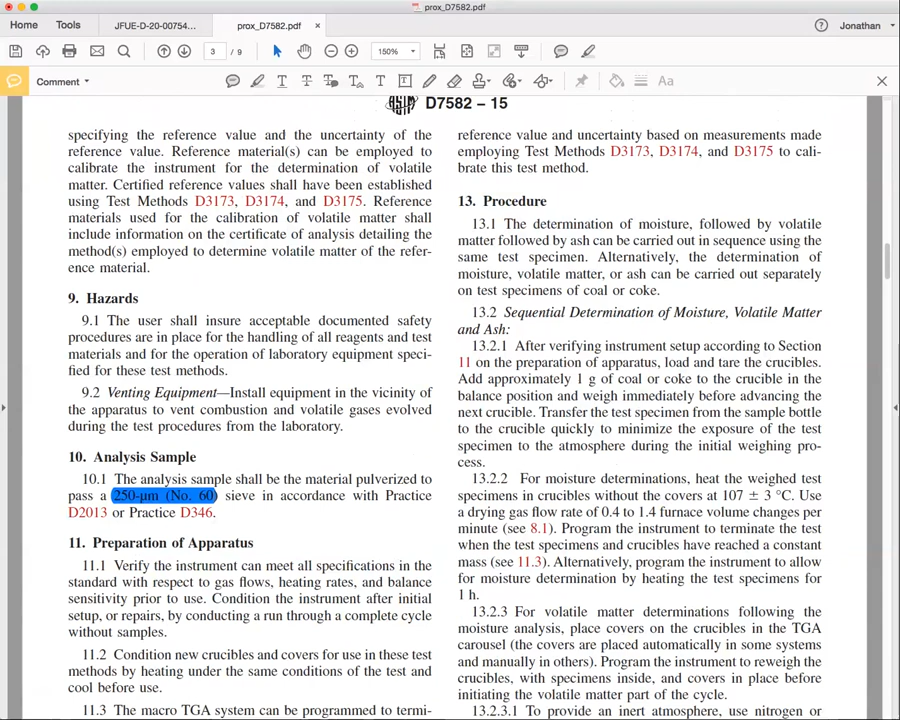 prox_D7582.pdf
Home
Tools
JFUE-D-20-00754...
prox_D7582.pdf
×
?
Jonathan
3
/ 9
150%
Comment
T
T
T
T
T
T
Aa
ASTM
D7582 – 15
specifying the reference value and the uncertainty of the
reference value. Reference material(s) can be employed to
calibrate the instrument for the determination of volatile
matter. Certified reference values shall have been established
using Test Methods D3173, D3174, and D3175. Reference
materials used for the calibration of volatile matter shall
include information on the certificate of analysis detailing the
method(s) employed to determine volatile matter of the refer-
ence material.
9. Hazards
9.1 The user shall insure acceptable documented safety
procedures are in place for the handling of all reagents and test
materials and for the operation of laboratory equipment speci-
fied for these test methods.
9.2 Venting Equipment—Install equipment in the vicinity of
the apparatus to vent combustion and volatile gases evolved
during the test procedures from the laboratory.
10. Analysis Sample
10.1 The analysis sample shall be the material pulverized to
pass a 250-μm (No. 60) sieve in accordance with Practice
D2013 or Practice D346.
11. Preparation of Apparatus
11.1 Verify the instrument can meet all specifications in the
standard with respect to gas flows, heating rates, and balance
sensitivity prior to use. Condition the instrument after initial
setup, or repairs, by conducting a run through a complete cycle
without samples.
11.2 Condition new crucibles and covers for use in these test
methods by heating under the same conditions of the test and
cool before use.
11.3 The macro TGA system can be programmed to termi-
reference value and uncertainty based on measurements made
employing Test Methods D3173, D3174, and D3175 to cali-
brate this test method.
13. Procedure
13.1 The determination of moisture, followed by volatile
matter followed by ash can be carried out in sequence using the
same test specimen. Alternatively, the determination of
moisture, volatile matter, or ash can be carried out separately
on test specimens of coal or coke.
13.2 Sequential Determination of Moisture, Volatile Matter
and Ash:
13.2.1 After verifying instrument setup according to Section
11 on the preparation of apparatus, load and tare the crucibles.
Add approximately 1 g of coal or coke to the crucible in the
balance position and weigh immediately before advancing the
next crucible. Transfer the test specimen from the sample bottle
to the crucible quickly to minimize the exposure of the test
specimen to the atmosphere during the initial weighing pro-
cess.
13.2.2 For moisture determinations, heat the weighed test
specimens in crucibles without the covers at 107 ± 3 °C. Use
a drying gas flow rate of 0.4 to 1.4 furnace volume changes per
minute (see 8.1). Program the instrument to terminate the test
when the test specimens and crucibles have reached a constant
mass (see 11.3). Alternatively, program the instrument to allow
for moisture determination by heating the test specimens for
1 h.
13.2.3 For volatile matter determinations following the
moisture analysis, place covers on the crucibles in the TGA
carousel (the covers are placed automatically in some systems
and manually in others). Program the instrument to reweigh the
crucibles, with specimens inside, and covers in place before
initiating the volatile matter part of the cycle.
13.2.3.1 To provide an inert atmosphere, use nitrogen or